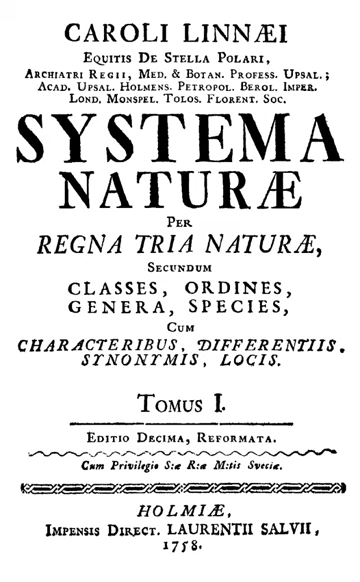 CAROLI LINNÆI
EQUITIS DE STELLA POLARI,
ARCHIATRI REGII, MED. & BOTAN. PROFESS. UPSAL.;
ACAD. UPSAL. HOLMENS. PETROPOL. BEROL. IMPER.
LOND. MONSPEL. TOLOS. FLORENT. SOC.
SYSTEMA
NATURÆ
PER
REGNA TRIA NATURÆ,
SECUNDUM
CLASSES, ORDINES,
GENERA, SPECIES,
CUM
CHARACTERIBUS, DIFFERENTIIS.
SYNONYMIS, LOCIS.
TOMUS I.
EDITIO DECIMA, REFORMATA.
Cum Privilegio S:æ R:æ M:tis Sveciæ.
HOLMIÆ,
IMPENSIS DIRECT. LAURENTII SALVII,
1758.